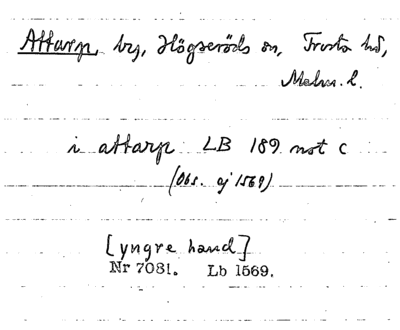 Attarp, by, Högseröds sn, Frosta hd,
Malm. l.
i attarp LB 189 not c
(Obs. ej 1569)
[yngre hand]
Nr 7081. Lb 1569.